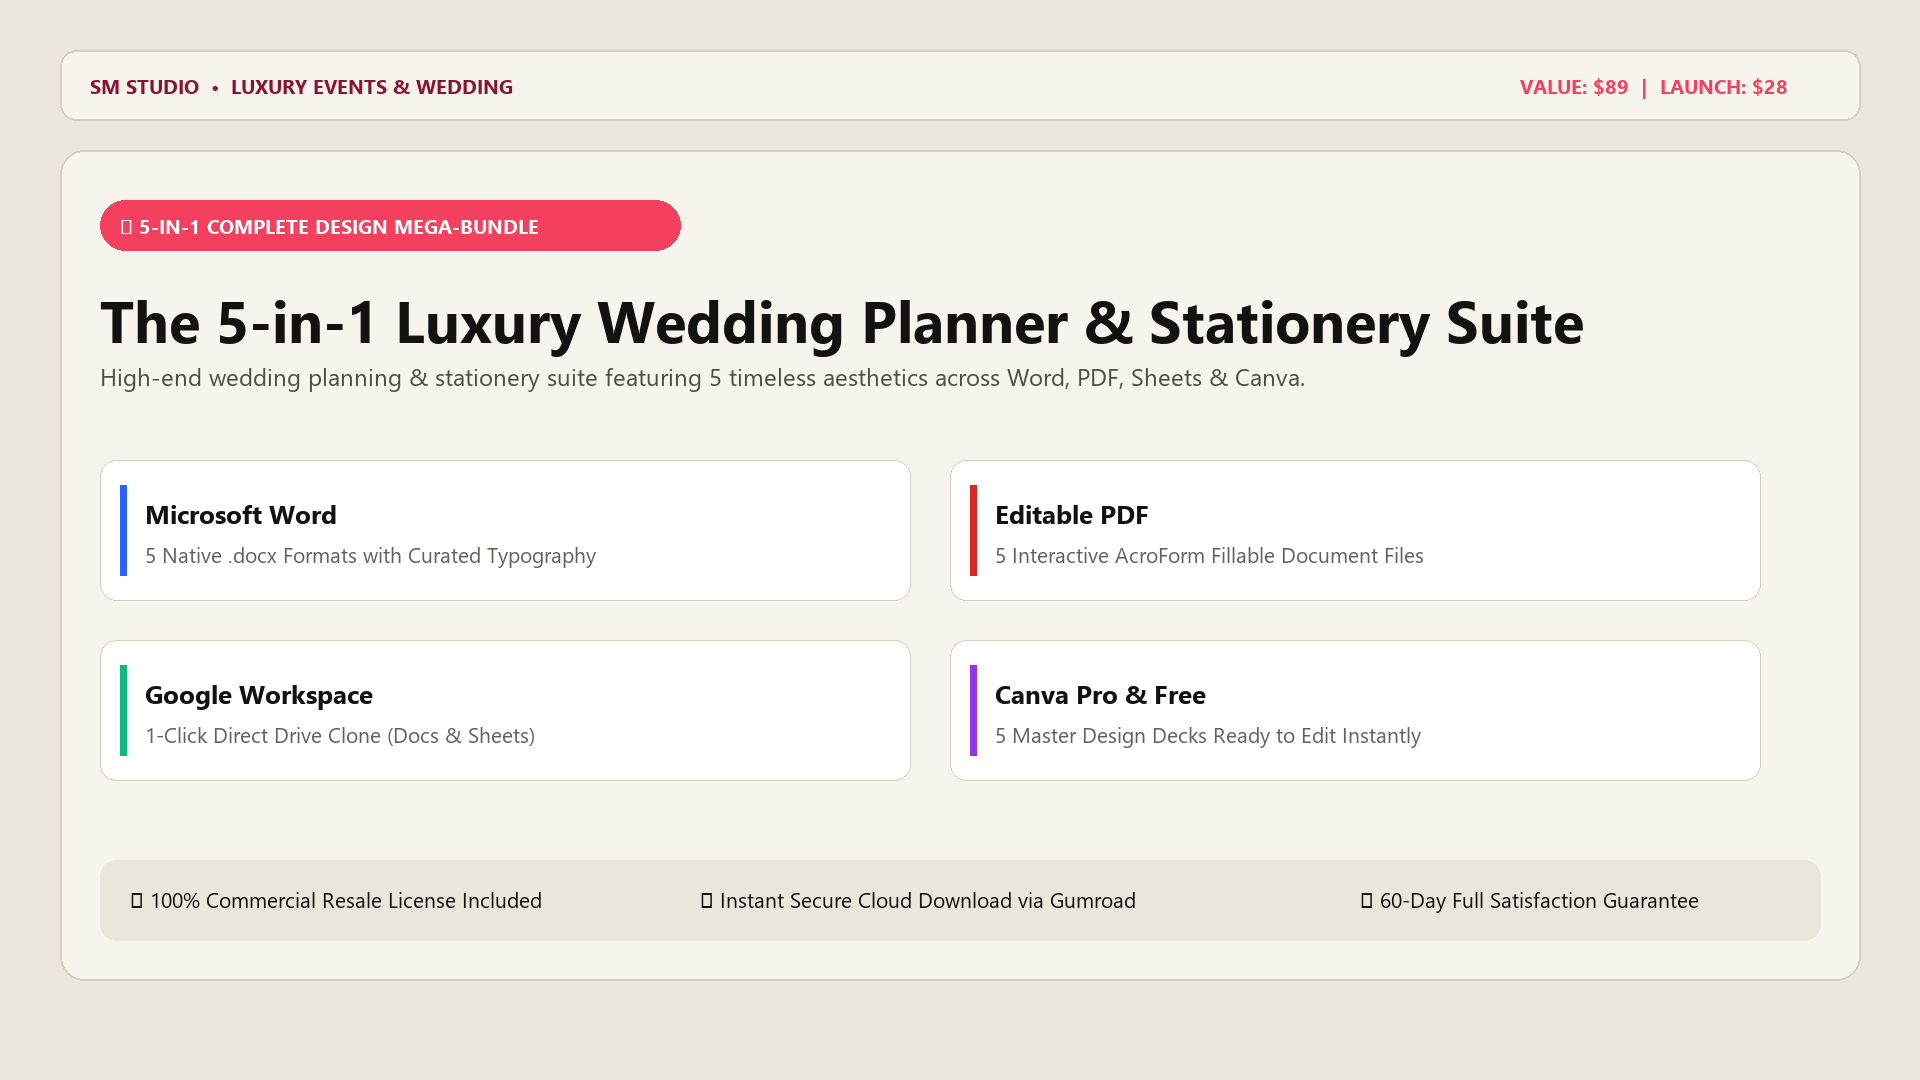 SM STUDIO • LUXURY EVENTS & WEDDING
VALUE: $89 | LAUNCH: $28
5-IN-1 COMPLETE DESIGN MEGA-BUNDLE
The 5-in-1 Luxury Wedding Planner & Stationery Suite
High-end wedding planning & stationery suite featuring 5 timeless aesthetics across Word, PDF, Sheets & Canva.
Microsoft Word
5 Native .docx Formats with Curated Typography
Editable PDF
5 Interactive AcroForm Fillable Document Files
Google Workspace
1-Click Direct Drive Clone (Docs & Sheets)
Canva Pro & Free
5 Master Design Decks Ready to Edit Instantly
100% Commercial Resale License Included
Instant Secure Cloud Download via Gumroad
60-Day Full Satisfaction Guarantee